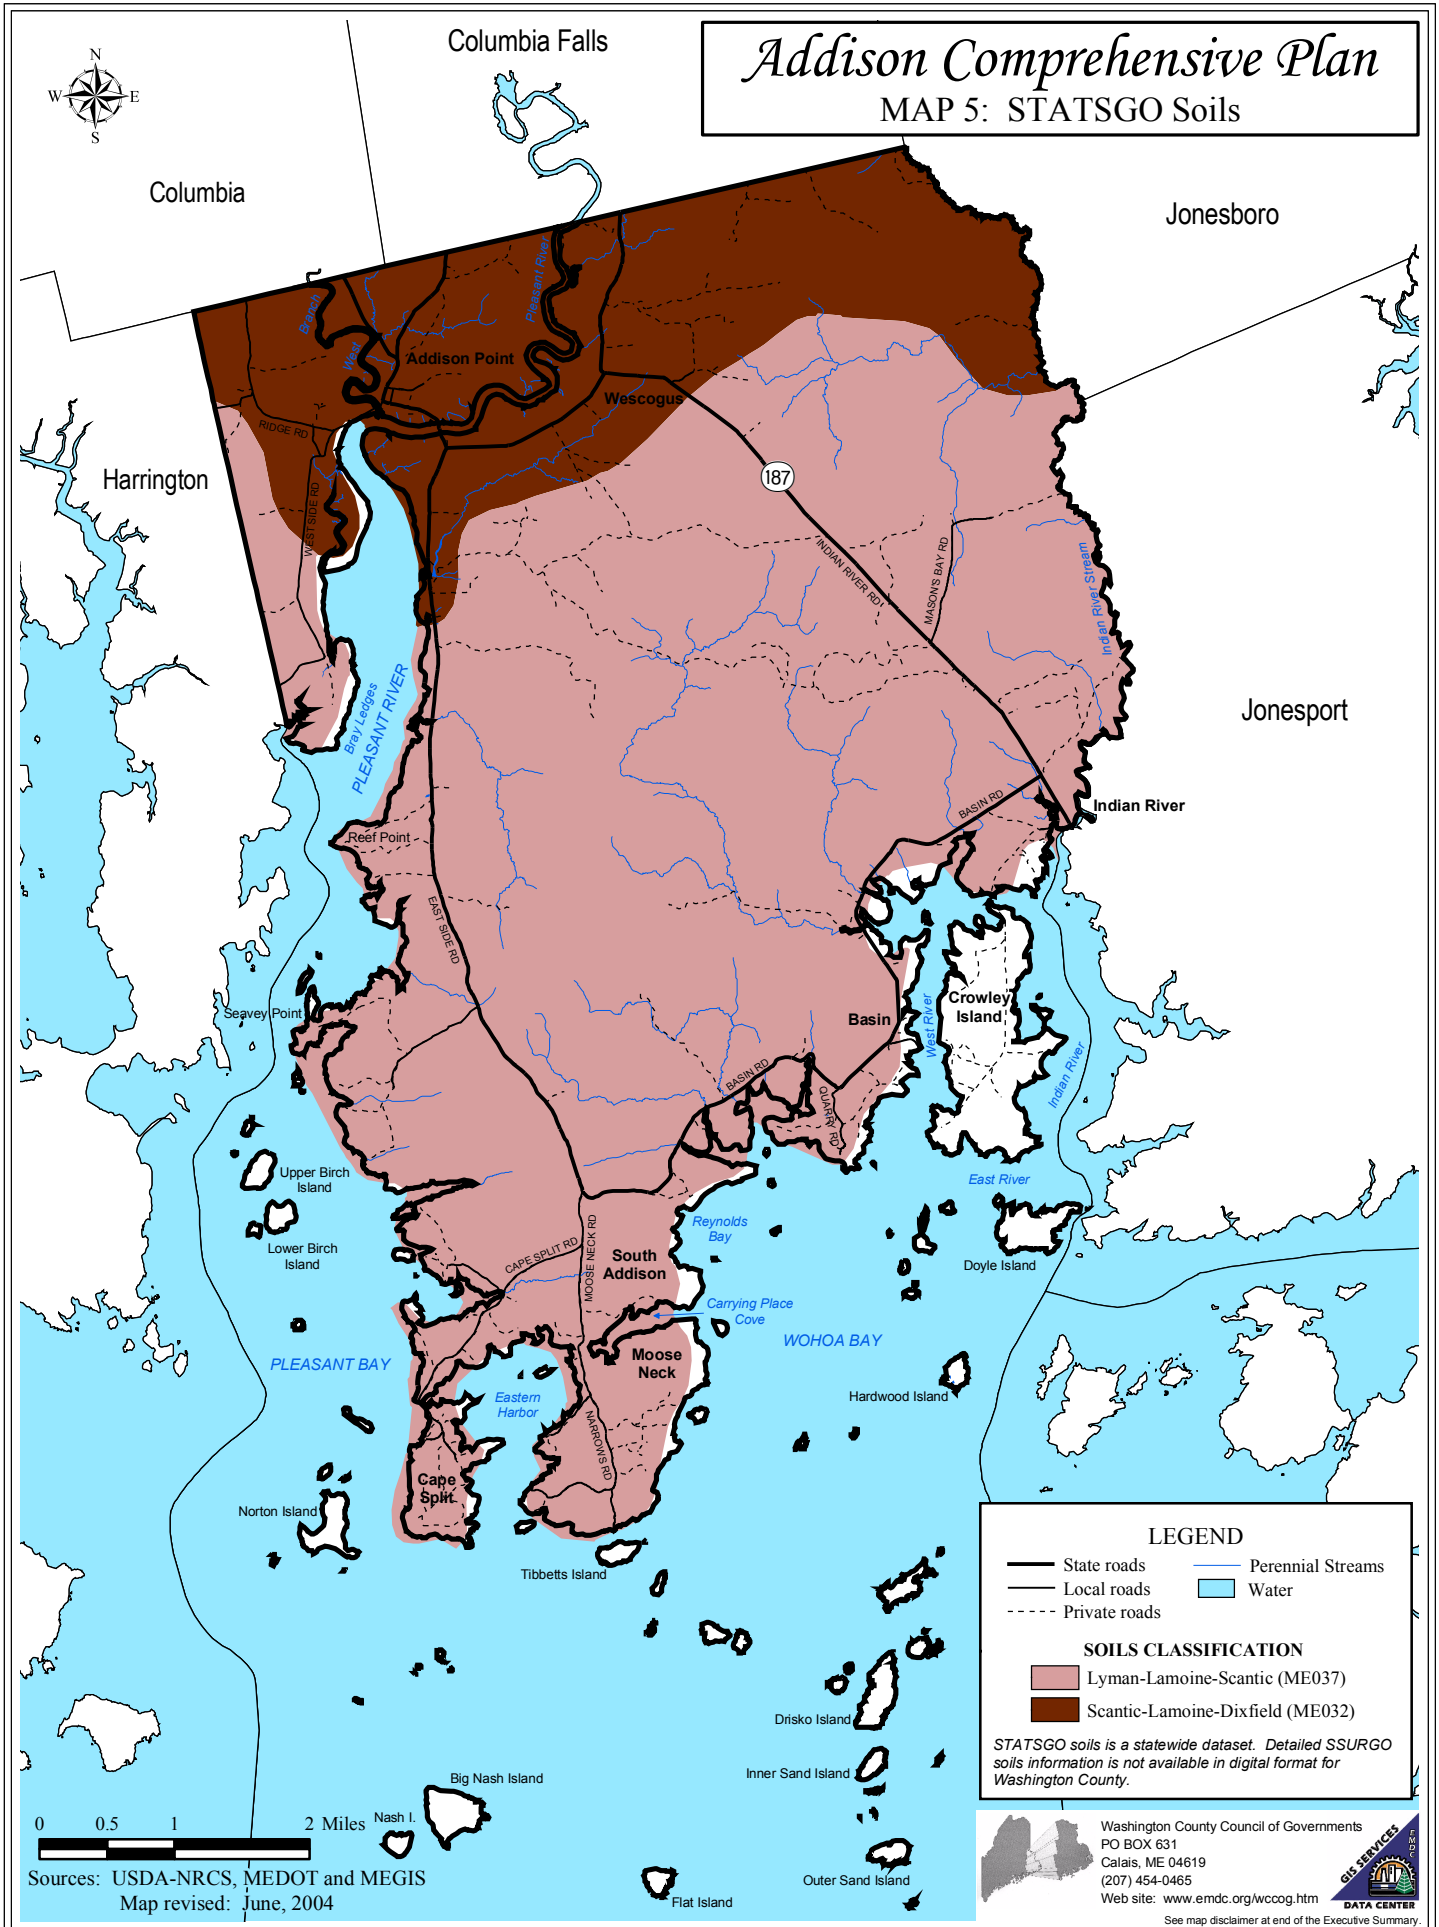 Addison Comprehensive Plan
MAP 5: STATSGO Soils
Columbia Falls
N
W
E
S
Columbia
Jonesboro
Branch
West
Pleasant River
Addison Point
Wescogus
RIDGE RD
Harrington
187
WEST SIDE RD
INDIAN RIVER RD
MASON'S BAY RD
Indian River Stream
Bray Ledges
PLEASANT RIVER
Jonesport
BASIN RD
Indian River
Reef Point
EAST SIDE RD
Seavey Point
Basin
West River
Crowley
Island
Indian River
BASIN RD
QUARRY RD
Upper Birch
Island
East River
Lower Birch
Island
Reynolds
Bay
MOOSE NECK RD
CAPE SPLIT RD
South
Addison
Doyle Island
Carrying Place
Cove
WOHOA BAY
PLEASANT BAY
Moose
Neck
Eastern
Harbor
Hardwood Island
NARROWS RD
Cape
Split
Norton Island
Tibbetts Island
LEGEND
State roads
Local roads
Private roads
Perennial Streams
Water
SOILS CLASSIFICATION
Lyman-Lamoine-Scantic (ME037)
Scantic-Lamoine-Dixfield (ME032)
STATSGO soils is a statewide dataset. Detailed SSURGO
soils information is not available in digital format for
Washington County.
Drisko Island
Inner Sand Island
Big Nash Island
Nash I.
Outer Sand Island
Flat Island
0 0.5 1 2 Miles
Sources: USDA-NRCS, MEDOT and MEGIS
Map revised: June, 2004
Washington County Council of Governments
PO BOX 631
Calais, ME 04619
(207) 454-0465
Web site: www.emdc.org/wccog.htm
GIS SERVICES
EMDC
DATA CENTER
See map disclaimer at end of the Executive Summary.